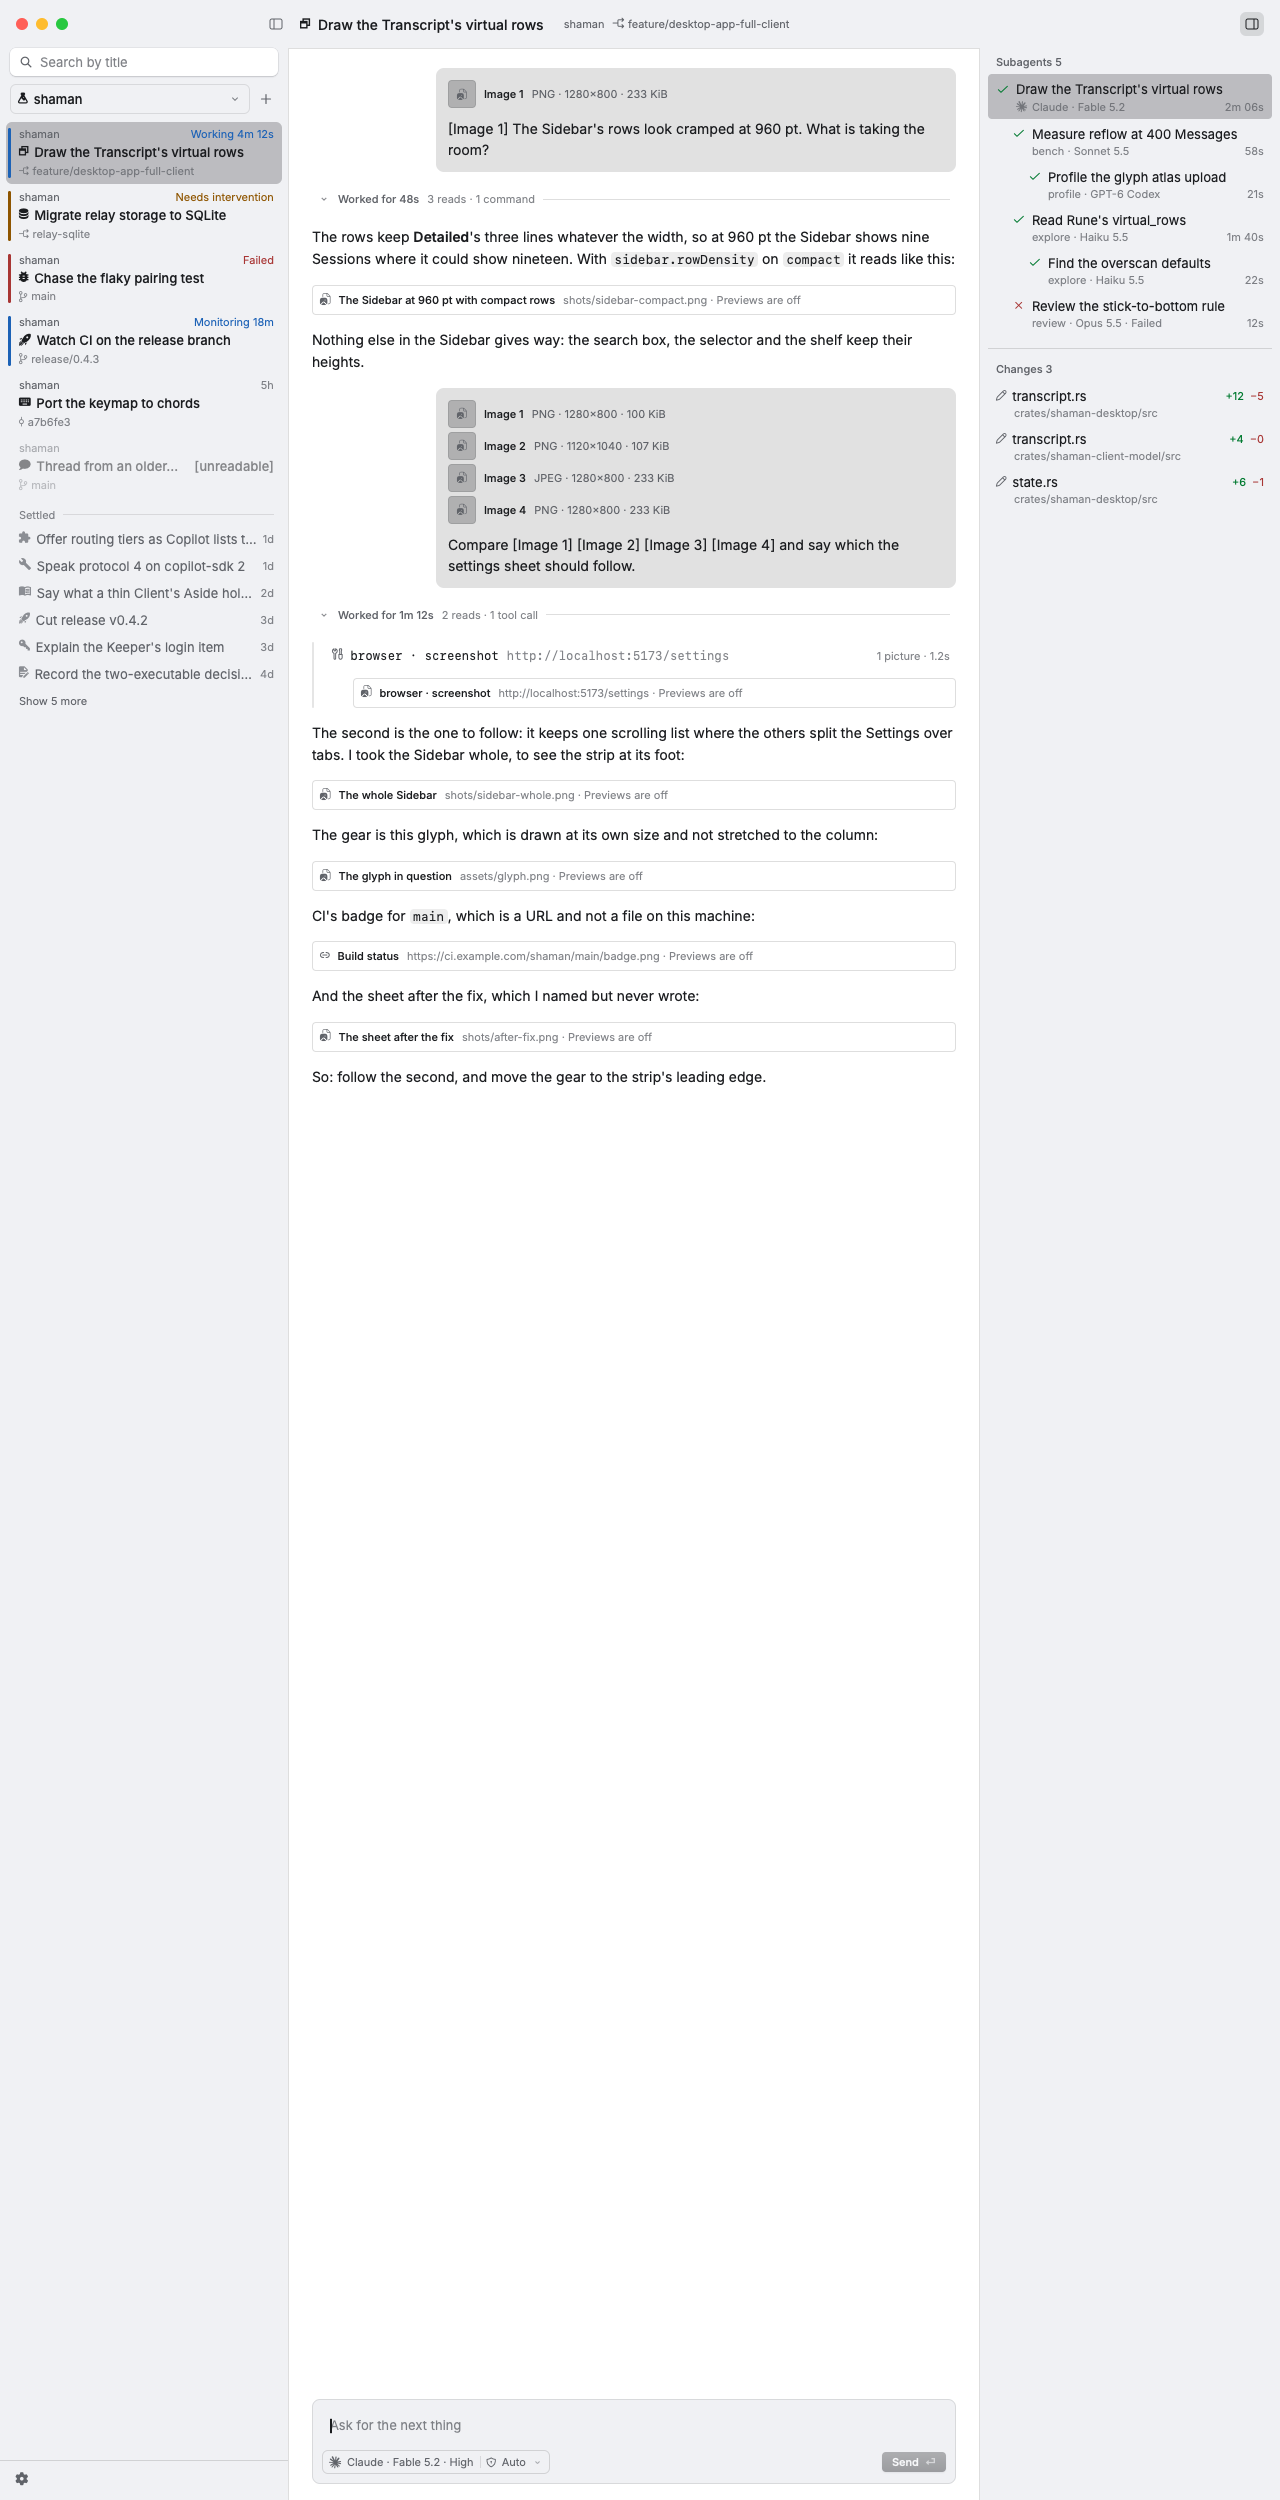 Draw the Transcript's virtual rows shaman feature/desktop-app-full-client
Search by title
shaman
shaman Working 4m 12s
Draw the Transcript's virtual rows
feature/desktop-app-full-client
shaman Needs intervention
Migrate relay storage to SQLite
relay-sqlite
shaman Failed
Chase the flaky pairing test
main
shaman Monitoring 18m
Watch CI on the release branch
release/0.4.3
shaman 5h
Port the keymap to chords
a7b6fe3
shaman
Thread from an older... [unreadable]
main
Settled
Offer routing tiers as Copilot lists t... 1d
Speak protocol 4 on copilot-sdk 2 1d
Say what a thin Client's Aside hol... 2d
Cut release v0.4.2 3d
Explain the Keeper's login item 3d
Record the two-executable decisi... 4d
Show 5 more
Image 1 PNG · 1280×800 · 233 KiB
[Image 1] The Sidebar's rows look cramped at 960 pt. What is taking the
room?
Worked for 48s 3 reads · 1 command
The rows keep Detailed's three lines whatever the width, so at 960 pt the Sidebar shows nine
Sessions where it could show nineteen. With sidebar.rowDensity on compact it reads like this:
The Sidebar at 960 pt with compact rows shots/sidebar-compact.png · Previews are off
Nothing else in the Sidebar gives way: the search box, the selector and the shelf keep their
heights.
Image 1 PNG · 1280×800 · 100 KiB
Image 2 PNG · 1120×1040 · 107 KiB
Image 3 JPEG · 1280×800 · 233 KiB
Image 4 PNG · 1280×800 · 233 KiB
Compare [Image 1] [Image 2] [Image 3] [Image 4] and say which the
settings sheet should follow.
Worked for 1m 12s 2 reads · 1 tool call
browser · screenshot http://localhost:5173/settings 1 picture · 1.2s
browser · screenshot http://localhost:5173/settings · Previews are off
The second is the one to follow: it keeps one scrolling list where the others split the Settings over
tabs. I took the Sidebar whole, to see the strip at its foot:
The whole Sidebar shots/sidebar-whole.png · Previews are off
The gear is this glyph, which is drawn at its own size and not stretched to the column:
The glyph in question assets/glyph.png · Previews are off
CI's badge for main, which is a URL and not a file on this machine:
Build status https://ci.example.com/shaman/main/badge.png · Previews are off
And the sheet after the fix, which I named but never wrote:
The sheet after the fix shots/after-fix.png · Previews are off
So: follow the second, and move the gear to the strip's leading edge.
Ask for the next thing
Claude · Fable 5.2 · High Auto Send
Subagents 5
Draw the Transcript's virtual rows
Claude · Fable 5.2 2m 06s
Measure reflow at 400 Messages
bench · Sonnet 5.5 58s
Profile the glyph atlas upload
profile · GPT-6 Codex 21s
Read Rune's virtual_rows
explore · Haiku 5.5 1m 40s
Find the overscan defaults
explore · Haiku 5.5 22s
Review the stick-to-bottom rule
review · Opus 5.5 · Failed 12s
Changes 3
transcript.rs +12 −5
crates/shaman-desktop/src
transcript.rs +4 −0
crates/shaman-client-model/src
state.rs +6 −1
crates/shaman-desktop/src